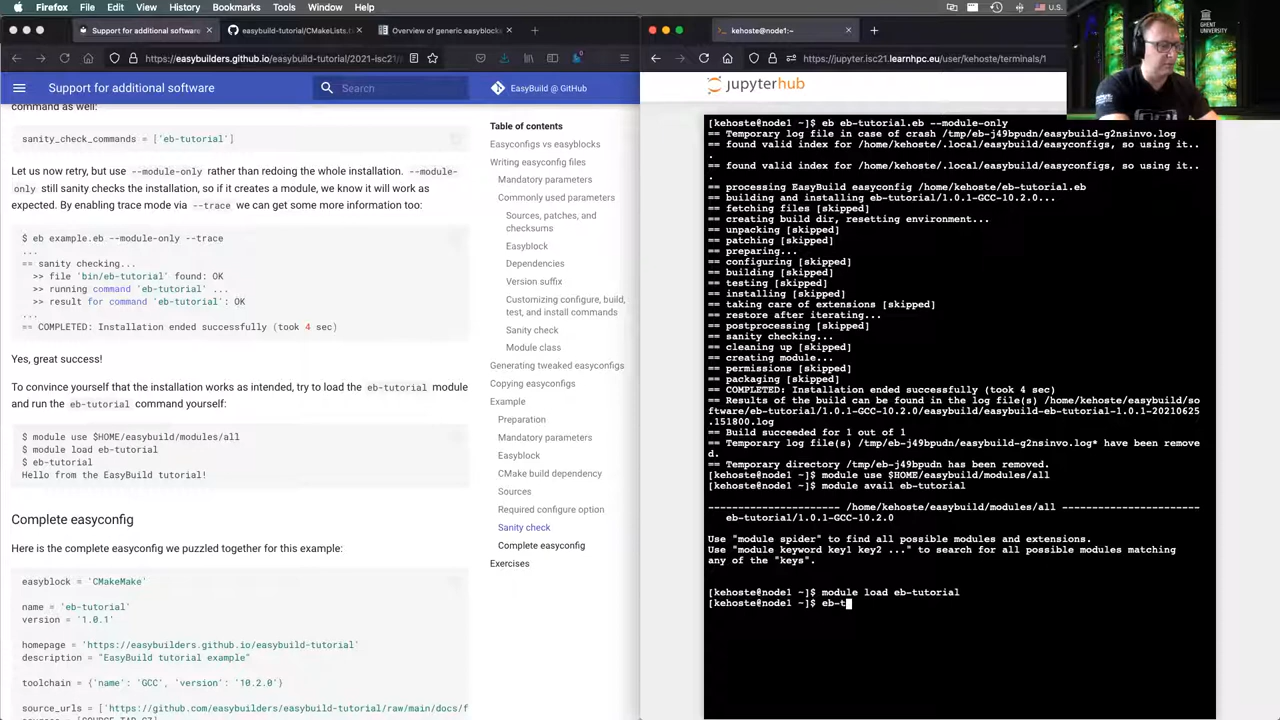 Firefox File Edit View History Bookmarks Tools Window Help
Support for additional software
easybuild-tutorial/CMakeLists.t
Overview of generic easyblocks
https://easybuilders.github.io/easybuild-tutorial/2021-isc21/
Support for additional software
Search
EasyBuild @ GitHub
command as well:
sanity_check_commands = ['eb-tutorial']
Let us now retry, but use --module-only rather than redoing the whole installation. --module-
only still sanity checks the installation, so if it creates a module, we know it will work as
expected. By enabling trace mode via --trace we can get some more information too:
$ eb example.eb --module-only --trace
...
== sanity checking...
>> file 'bin/eb-tutorial' found: OK
>> running command 'eb-tutorial' ...
>> result for command 'eb-tutorial': OK
...
== COMPLETED: Installation ended successfully (took 4 sec)
Yes, great success!
To convince yourself that the installation works as intended, try to load the eb-tutorial module
and run the eb-tutorial command yourself:
$ module use $HOME/easybuild/modules/all
$ module load eb-tutorial
$ eb-tutorial
Hello from the EasyBuild tutorial!
Complete easyconfig
Here is the complete easyconfig we puzzled together for this example:
easyblock = 'CMakeMake'
name = 'eb-tutorial'
version = '1.0.1'
homepage = 'https://easybuilders.github.io/easybuild-tutorial'
description = "EasyBuild tutorial example"
toolchain = {'name': 'GCC', 'version': '10.2.0'}
source_urls = ['https://github.com/easybuilders/easybuild-tutorial/raw/main/docs/f
sources = [SOURCE_TAR_GZ]
Table of contents
Easyconfigs vs easyblocks
Writing easyconfig files
Mandatory parameters
Commonly used parameters
Sources, patches, and
checksums
Easyblock
Dependencies
Version suffix
Customizing configure, build,
test, and install commands
Sanity check
Module class
Generating tweaked easyconfigs
Copying easyconfigs
Example
Preparation
Mandatory parameters
Easyblock
CMake build dependency
Sources
Required configure option
Sanity check
Complete easyconfig
Exercises
U.S.
kehoste@node1:~
https://jupyter.isc21.learnhpc.eu/user/kehoste/terminals/1
jupyterhub
GHENT
UNIVERSITY
[kehoste@node1 ~]$ eb eb-tutorial.eb --module-only
== Temporary log file in case of crash /tmp/eb-j49bpudn/easybuild-g2nsinvo.log
== found valid index for /home/kehoste/.local/easybuild/easyconfigs, so using it..
.
== found valid index for /home/kehoste/.local/easybuild/easyconfigs, so using it..
.
== processing EasyBuild easyconfig /home/kehoste/eb-tutorial.eb
== building and installing eb-tutorial/1.0.1-GCC-10.2.0...
== fetching files [skipped]
== creating build dir, resetting environment...
== unpacking [skipped]
== patching [skipped]
== preparing...
== configuring [skipped]
== building [skipped]
== testing [skipped]
== installing [skipped]
== taking care of extensions [skipped]
== restore after iterating...
== postprocessing [skipped]
== sanity checking...
== cleaning up [skipped]
== creating module...
== permissions [skipped]
== packaging [skipped]
== COMPLETED: Installation ended successfully (took 4 sec)
== Results of the build can be found in the log file(s) /home/kehoste/easybuild/so
ftware/eb-tutorial/1.0.1-GCC-10.2.0/easybuild/easybuild-eb-tutorial-1.0.1-20210625
.151800.log
== Build succeeded for 1 out of 1
== Temporary log file(s) /tmp/eb-j49bpudn/easybuild-g2nsinvo.log* have been remove
d.
== Temporary directory /tmp/eb-j49bpudn has been removed.
[kehoste@node1 ~]$ module use $HOME/easybuild/modules/all
[kehoste@node1 ~]$ module avail eb-tutorial
---------------------- /home/kehoste/easybuild/modules/all -----------------------
eb-tutorial/1.0.1-GCC-10.2.0
Use "module spider" to find all possible modules and extensions.
Use "module keyword key1 key2 ..." to search for all possible modules matching
any of the "keys".
[kehoste@node1 ~]$ module load eb-tutorial
[kehoste@node1 ~]$ eb-t